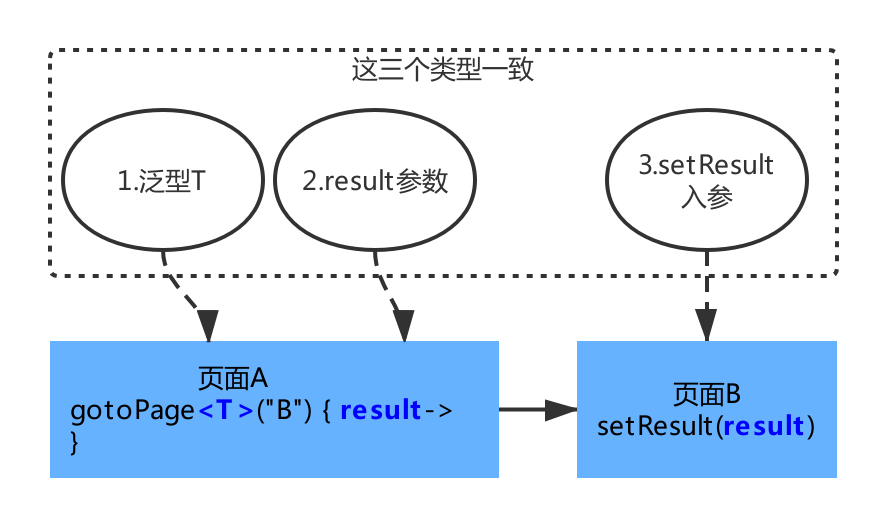 这三个类型一致
1.泛型T
2.result参数
3.setResult
入参
页面A
gotoPage<T>("B") { result->
}
页面B
setResult(result)